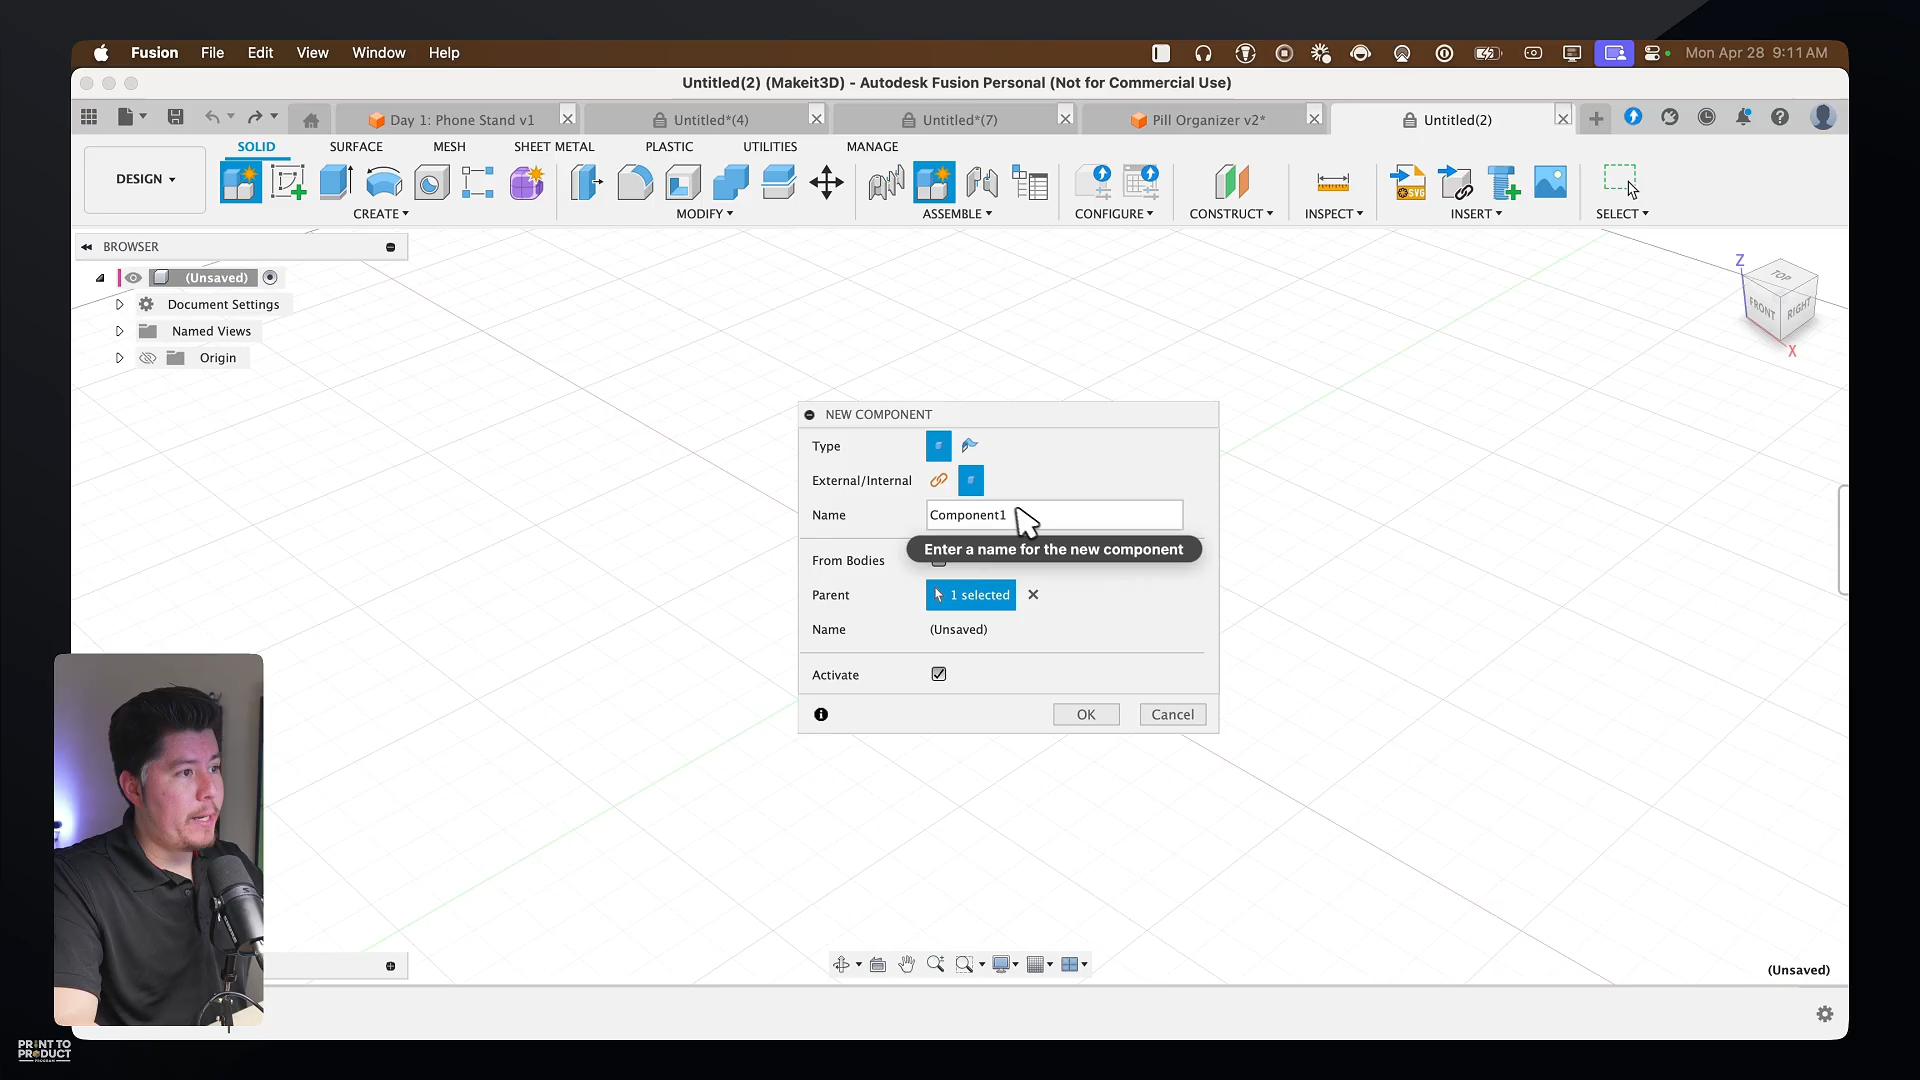 Fusion File Edit View Window Help Mon Apr 28 9:11 AM
Untitled(2) (Makeit3D) - Autodesk Fusion Personal (Not for Commercial Use)
Day 1: Phone Stand v1 Untitled*(4) Untitled*(7) Pill Organizer v2* Untitled(2)
SOLID SURFACE MESH SHEET METAL PLASTIC UTILITIES MANAGE
DESIGN
SVG
CREATE MODIFY ASSEMBLE CONFIGURE CONSTRUCT INSPECT INSERT SELECT
BROWSER
(Unsaved)
Document Settings
Named Views
Origin
Z
TOP
FRONT RIGHT
X
NEW COMPONENT
Type
External/Internal
Name Component1
Enter a name for the new component
From Bodies
Parent 1 selected
Name (Unsaved)
Activate
OK Cancel
(Unsaved)
PRINT TO
PRODUCT
PROGRAM